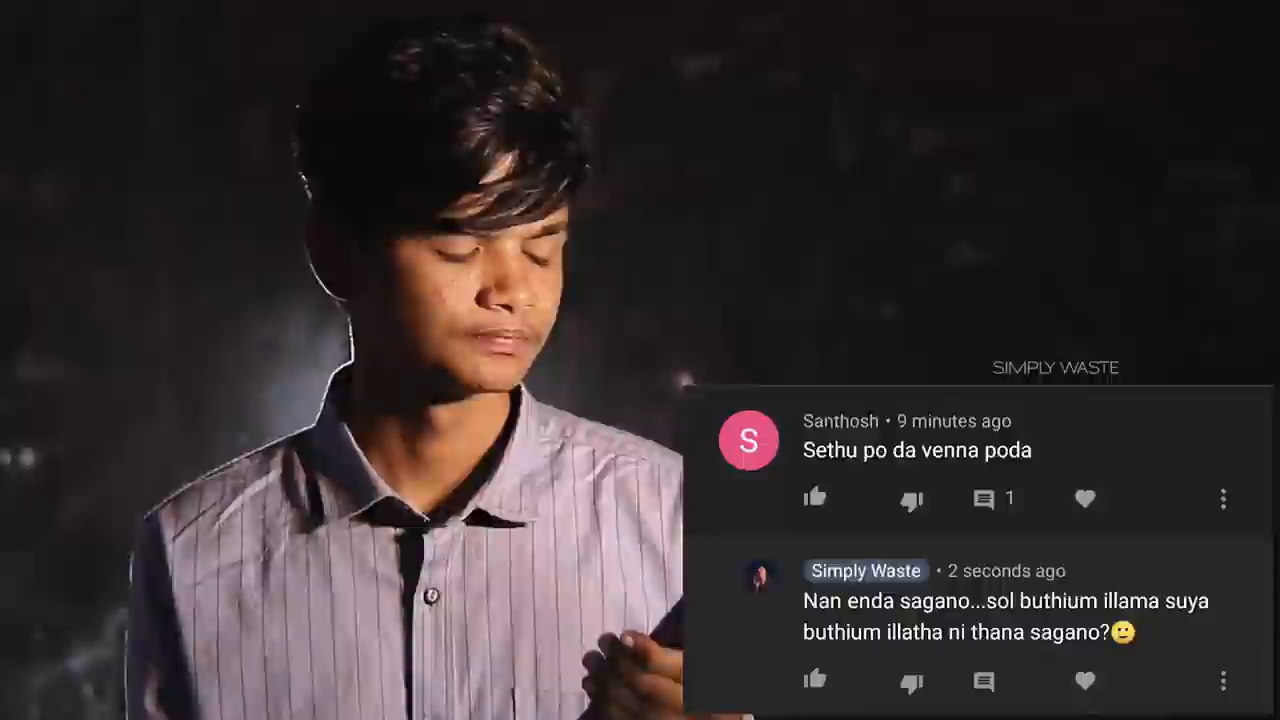 SIMPLY WASTE
S
Santhosh • 9 minutes ago
Sethu po da venna poda
1
Simply Waste • 2 seconds ago
Nan enda sagano...sol buthium illama suya
buthium illatha ni thana sagano?🙂